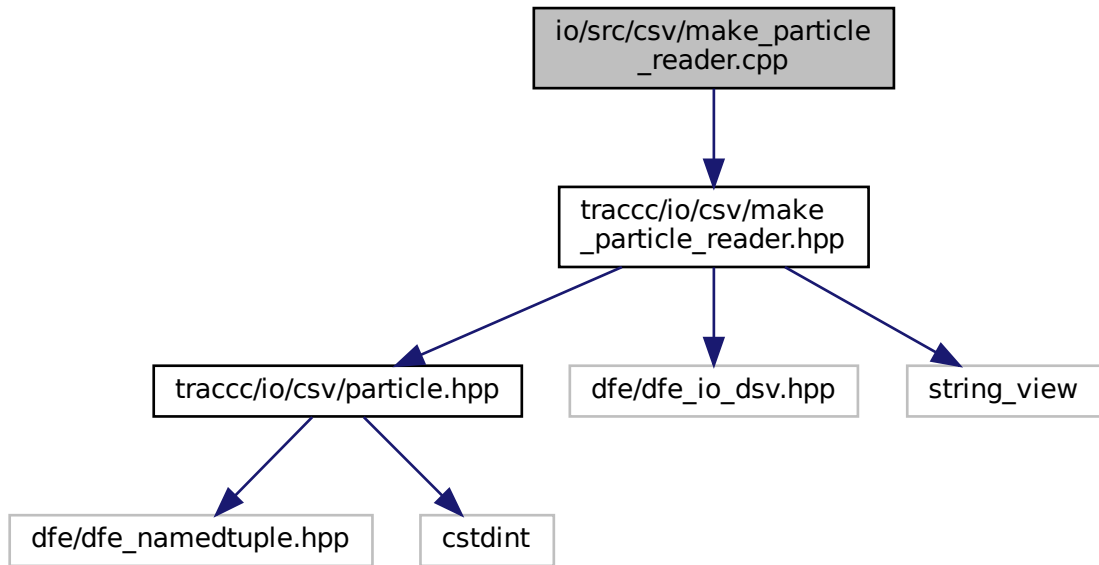 io/src/csv/make_particle
_reader.cpp
traccc/io/csv/make
_particle_reader.hpp
traccc/io/csv/particle.hpp
dfe/dfe_io_dsv.hpp
string_view
dfe/dfe_namedtuple.hpp
cstdint